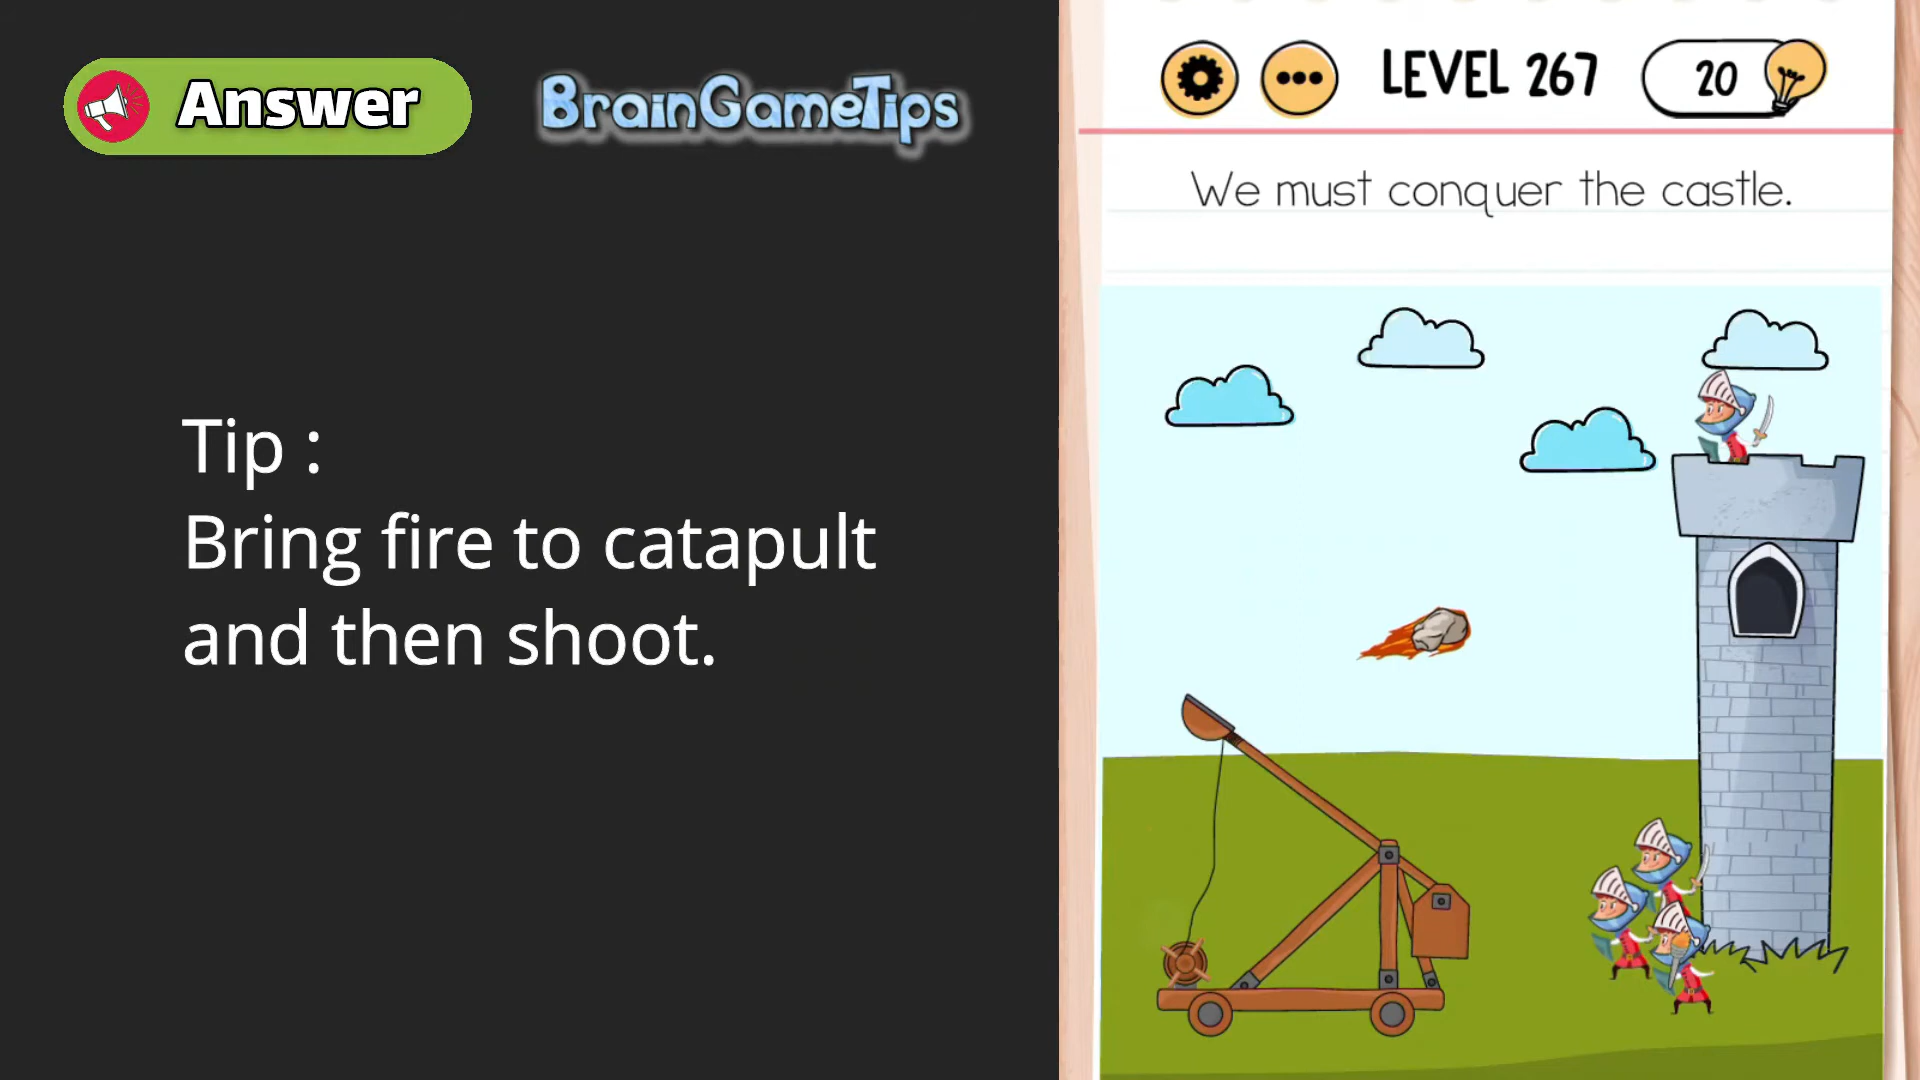 Answer
BrainGameTips
Tip :
Bring fire to catapult
and then shoot.
LEVEL 267
20
We must conquer the castle.